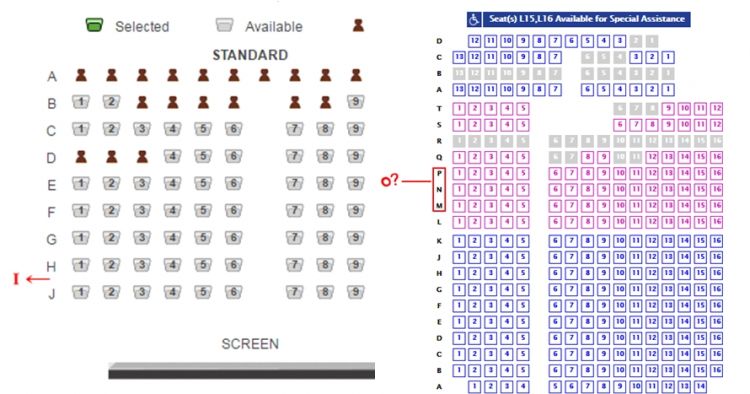 Selected Available
STANDARD
A
B 1 2 9
C 1 2 3 4 5 6 7 8 9
D 4 5 6 7 8 9
E 1 2 3 4 5 6 7 8 9
F 1 2 3 4 5 6 7 8 9
G 1 2 3 4 5 6 7 8 9
H 1 2 3 4 5 6 7 8 9
I
J 1 2 3 4 5 6 7 8 9
SCREEN
Seat(s) L15,L16 Available for Special Assistance
D 12 11 10 9 8 7 6 5 4 3 2 1
C 13 12 11 10 9 8 7 6 5 4 3 2 1
B 13 12 11 10 9 8 7 6 5 4 3 2 1
A 13 12 11 10 9 8 7 6 5 4 3 2 1
T 1 2 3 4 5 6 7 8 9 10 11 12
S 1 2 3 4 5 6 7 8 9 10 11 12
R 1 2 3 4 5 6 7 8 9 10 11 12 13 14 15 16
Q 1 2 3 4 5 6 7 8 9 10 11 12 13 14 15 16
P 1 2 3 4 5 6 7 8 9 10 11 12 13 14 15 16
o?
N 1 2 3 4 5 6 7 8 9 10 11 12 13 14 15 16
M 1 2 3 4 5 6 7 8 9 10 11 12 13 14 15 16
L 1 2 3 4 5 6 7 8 9 10 11 12 13 14 15 16
K 1 2 3 4 5 6 7 8 9 10 11 12 13 14 15 16
J 1 2 3 4 5 6 7 8 9 10 11 12 13 14 15 16
H 1 2 3 4 5 6 7 8 9 10 11 12 13 14 15 16
G 1 2 3 4 5 6 7 8 9 10 11 12 13 14 15 16
F 1 2 3 4 5 6 7 8 9 10 11 12 13 14 15 16
E 1 2 3 4 5 6 7 8 9 10 11 12 13 14 15 16
D 1 2 3 4 5 6 7 8 9 10 11 12 13 14 15 16
C 1 2 3 4 5 6 7 8 9 10 11 12 13 14 15 16
B 1 2 3 4 5 6 7 8 9 10 11 12 13 14 15 16
A 1 2 3 4 5 6 7 8 9 10 11 12 13 14